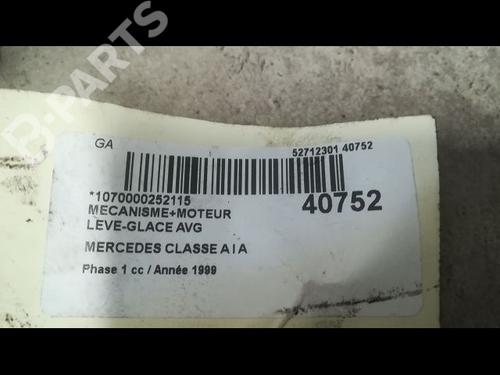 B-PARTS
GA
52712301 40752
*1070000252115
MECANISME+MOTEUR
40752
LEVE-GLACE AVG
MERCEDES CLASSE A I A
Phase 1 cc / Année 1999